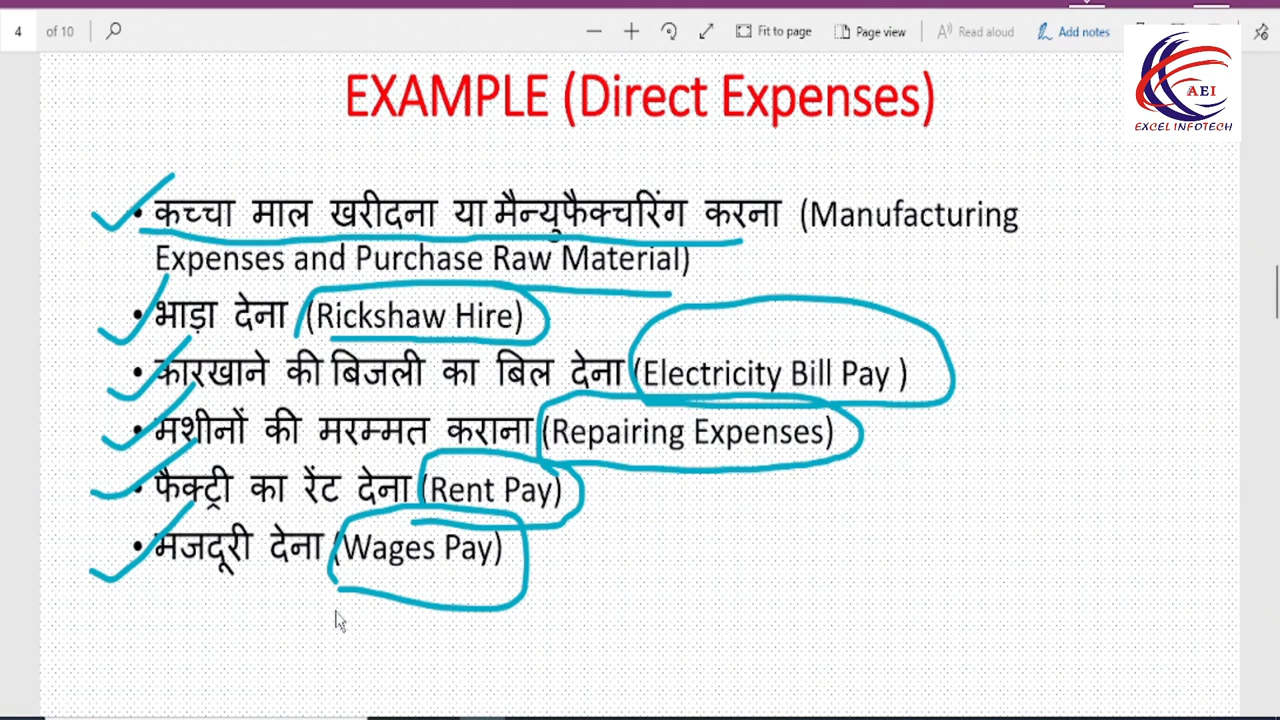 4 of 10 Fit to page Page view Read aloud Add notes
AEI
EXCEL INFOTECH
EXAMPLE (Direct Expenses)
• कच्चा माल खरीदना या मैन्युफैक्चरिंग करना (Manufacturing
Expenses and Purchase Raw Material)
• भाड़ा देना (Rickshaw Hire)
• कारखाने की बिजली का बिल देना (Electricity Bill Pay )
• मशीनों की मरम्मत कराना (Repairing Expenses)
• फैक्ट्री का रेंट देना (Rent Pay)
• मजदूरी देना (Wages Pay)